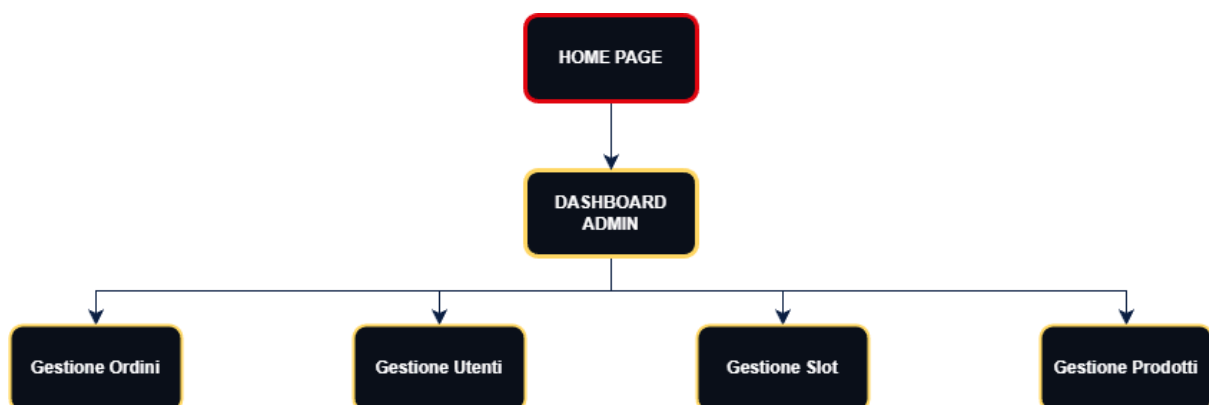 HOME PAGE
DASHBOARD
ADMIN
Gestione Ordini
Gestione Utenti
Gestione Slot
Gestione Prodotti